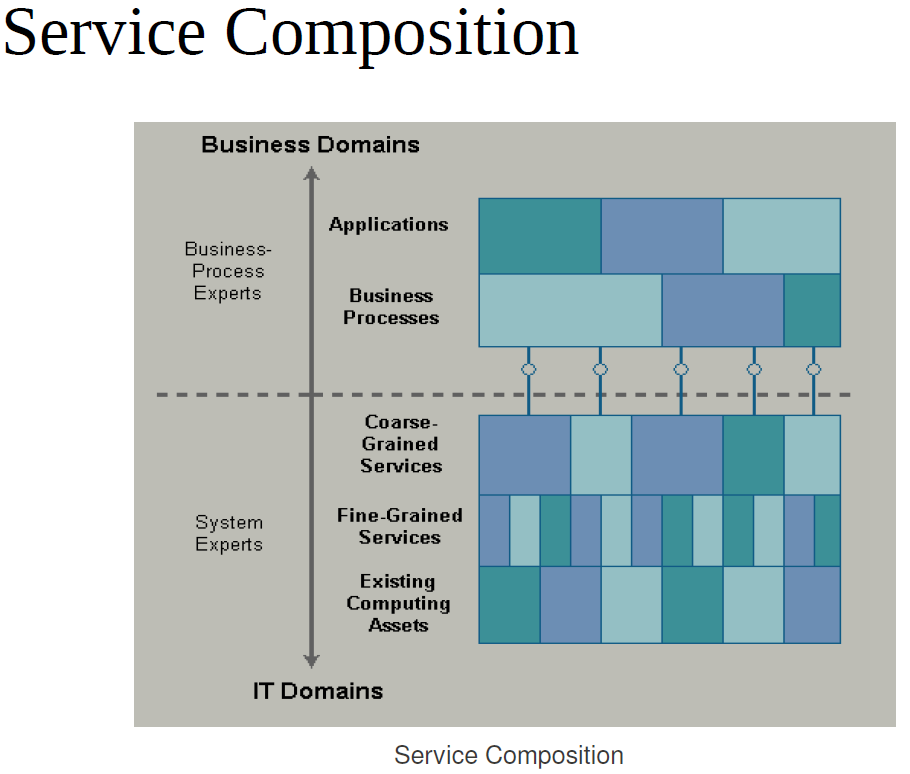 Service Composition
Business Domains
Applications
Business-
Process
Experts
Business
Processes
Coarse-
Grained
Services
System
Experts
Fine-Grained
Services
Existing
Computing
Assets
IT Domains
Service Composition